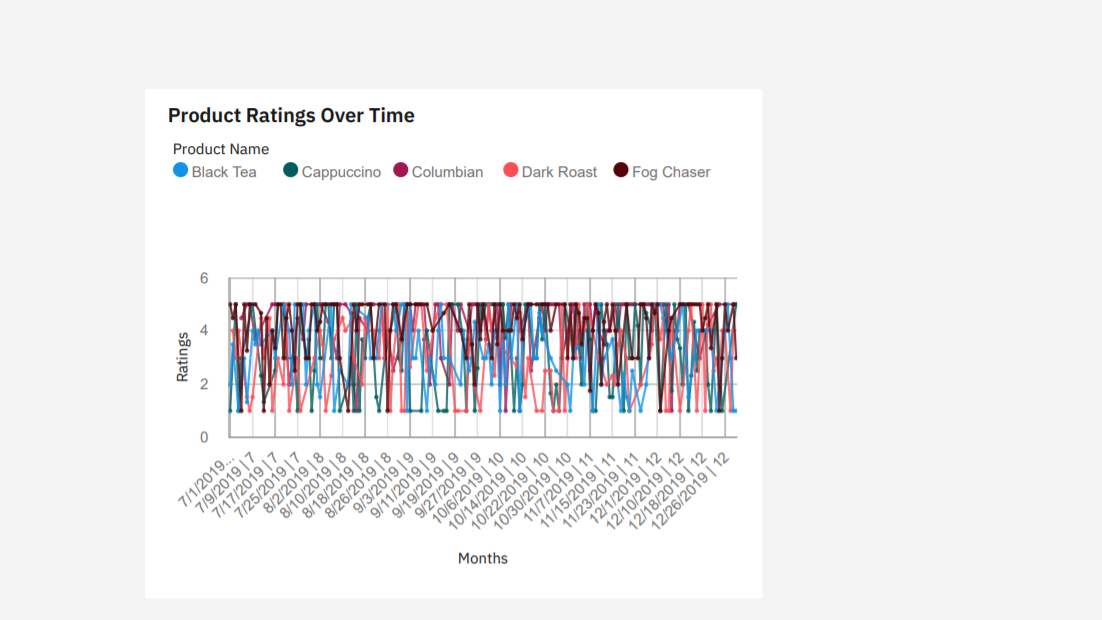 Product Ratings Over Time
Product Name
Black Tea Cappuccino Columbian Dark Roast Fog Chaser
6
4
2
0
Ratings
7/1/2019...
7/9/2019 | 7
7/17/2019 | 7
7/25/2019 | 7
8/2/2019 | 8
8/10/2019 | 8
8/18/2019 | 8
8/26/2019 | 8
9/3/2019 | 9
9/11/2019 | 9
9/19/2019 | 9
9/27/2019 | 9
10/6/2019 | 10
10/14/2019 | 10
10/22/2019 | 10
10/30/2019 | 10
11/7/2019 | 11
11/15/2019 | 11
11/23/2019 | 11
12/1/2019 | 12
12/10/2019 | 12
12/18/2019 | 12
12/26/2019 | 12
Months